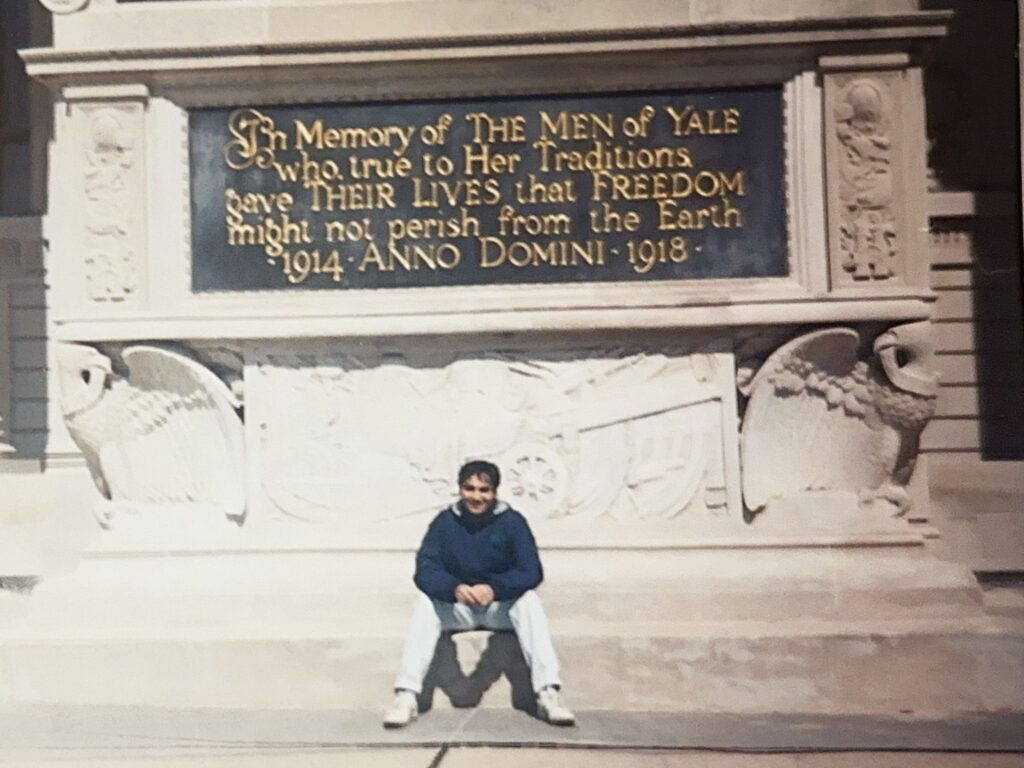 In Memory of THE MEN of YALE
who, true to Her Traditions,
gave THEIR LIVES that FREEDOM
might not perish from the Earth
·1914·ANNO DOMINI·1918·